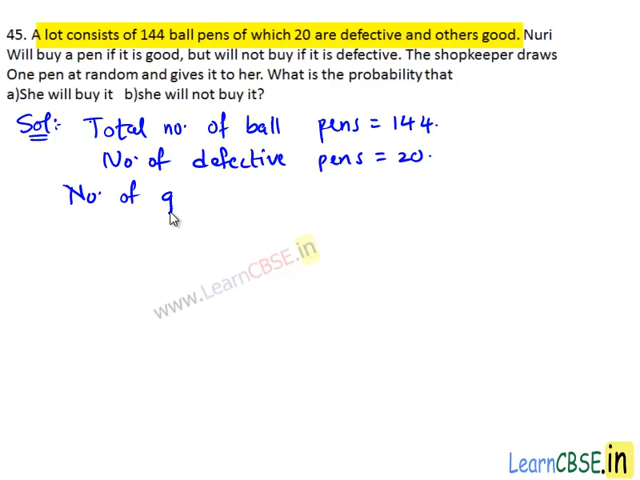 45. A lot consists of 144 ball pens of which 20 are defective and others good. Nuri
Will buy a pen if it is good, but will not buy if it is defective. The shopkeeper draws
One pen at random and gives it to her. What is the probability that
a)She will buy it b)she will not buy it?
Sol:- Total no. of ball pens = 144.
No. of defective pens = 20.
No. of g
www.LearnCBSE.in
LearnCBSE.in